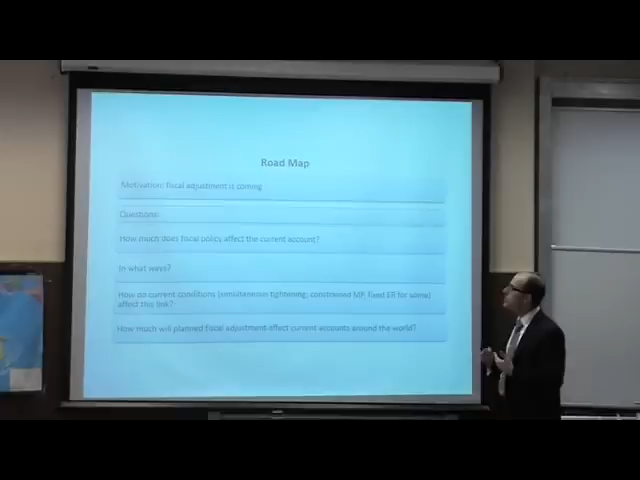 Road Map
Motivation: fiscal adjustment is coming
Questions:
How much does fiscal policy affect the current account?
In what ways?
How do current conditions (simultaneous tightening; constrained MP, fixed ER for some)
affect this link?
How much will planned fiscal adjustment affect current accounts around the world?